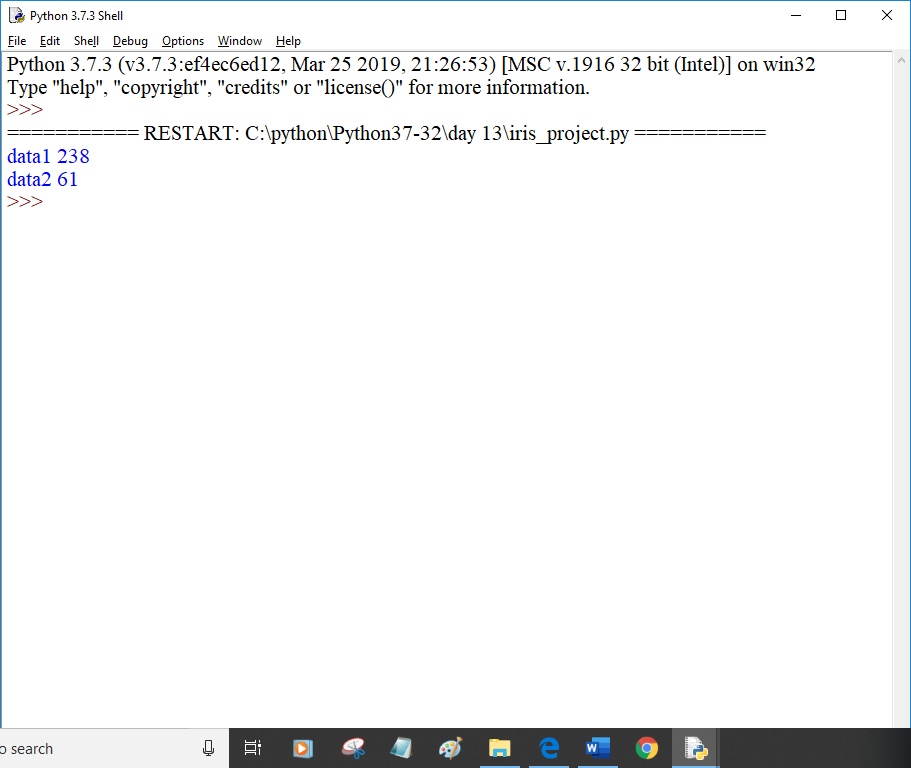 Python 3.7.3 Shell
File Edit Shell Debug Options Window Help
Python 3.7.3 (v3.7.3:ef4ec6ed12, Mar 25 2019, 21:26:53) [MSC v.1916 32 bit (Intel)] on win32
Type "help", "copyright", "credits" or "license()" for more information.
>>>
=========== RESTART: C:\python\Python37-32\day 13\iris_project.py ===========
data1 238
data2 61
>>>
o search